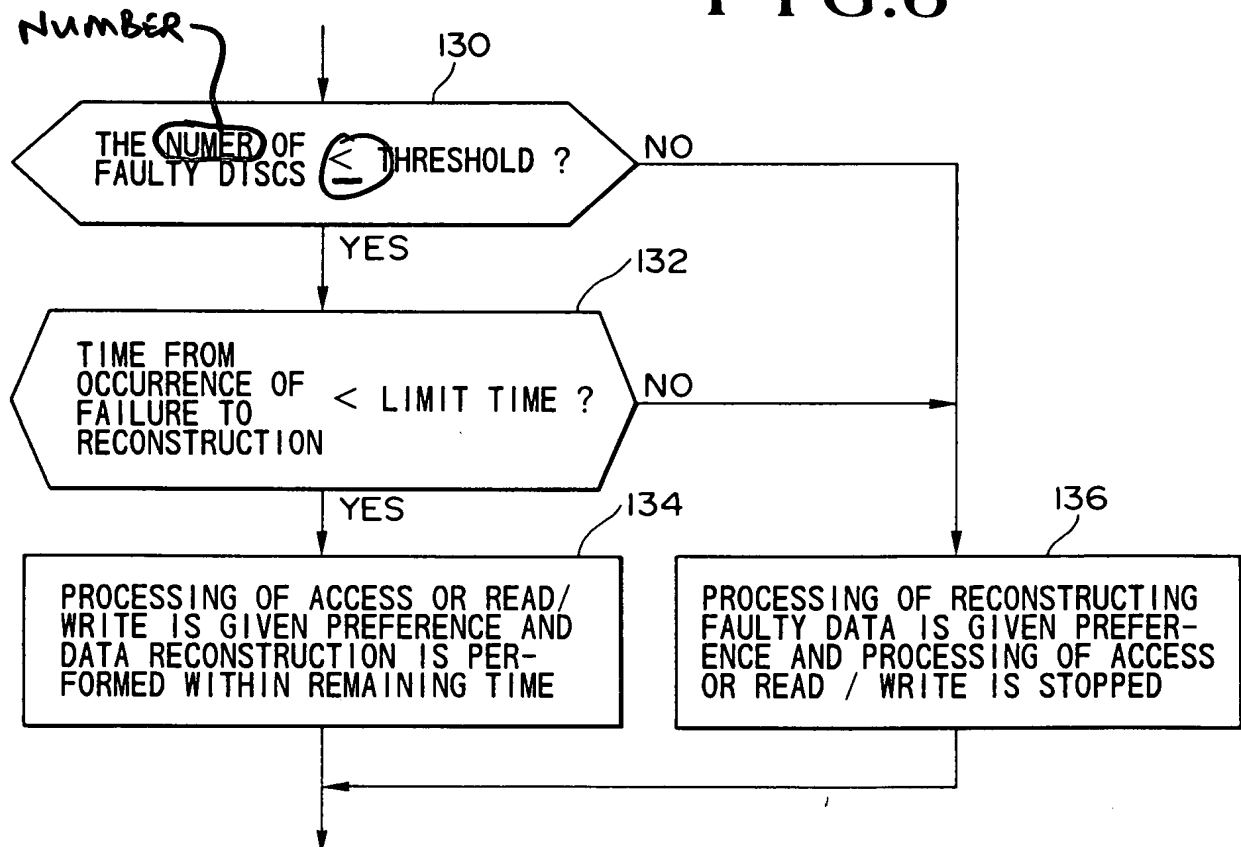 FIG.8
NUMBER
130
THE NUMER OF
FAULTY DISCS ≤ THRESHOLD ?
NO
YES
132
TIME FROM
OCCURRENCE OF
FAILURE TO
RECONSTRUCTION
< LIMIT TIME ?
NO
YES
134
PROCESSING OF ACCESS OR READ/
WRITE IS GIVEN PREFERENCE AND
DATA RECONSTRUCTION IS PER-
FORMED WITHIN REMAINING TIME
136
PROCESSING OF RECONSTRUCTING
FAULTY DATA IS GIVEN PREFER-
ENCE AND PROCESSING OF ACCESS
OR READ / WRITE IS STOPPED